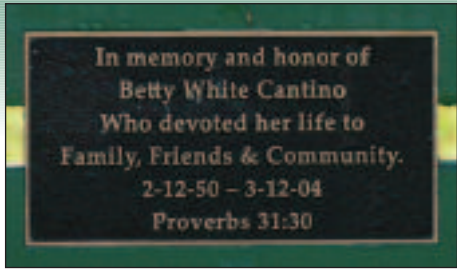 In memory and honor of
Betty White Cantino
Who devoted her life to
Family, Friends & Community.
2-12-50 – 3-12-04
Proverbs 31:30